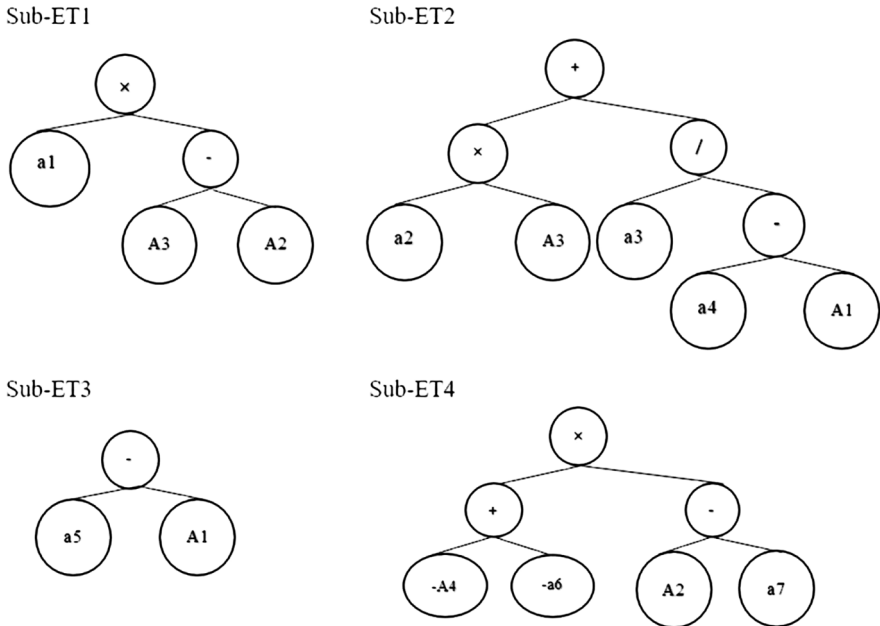 Sub-ET1
×
a1
-
A3
A2
Sub-ET2
+
×
/
a2
A3
a3
-
a4
A1
Sub-ET3
-
a5
A1
Sub-ET4
×
+
-
-A4
-a6
A2
a7